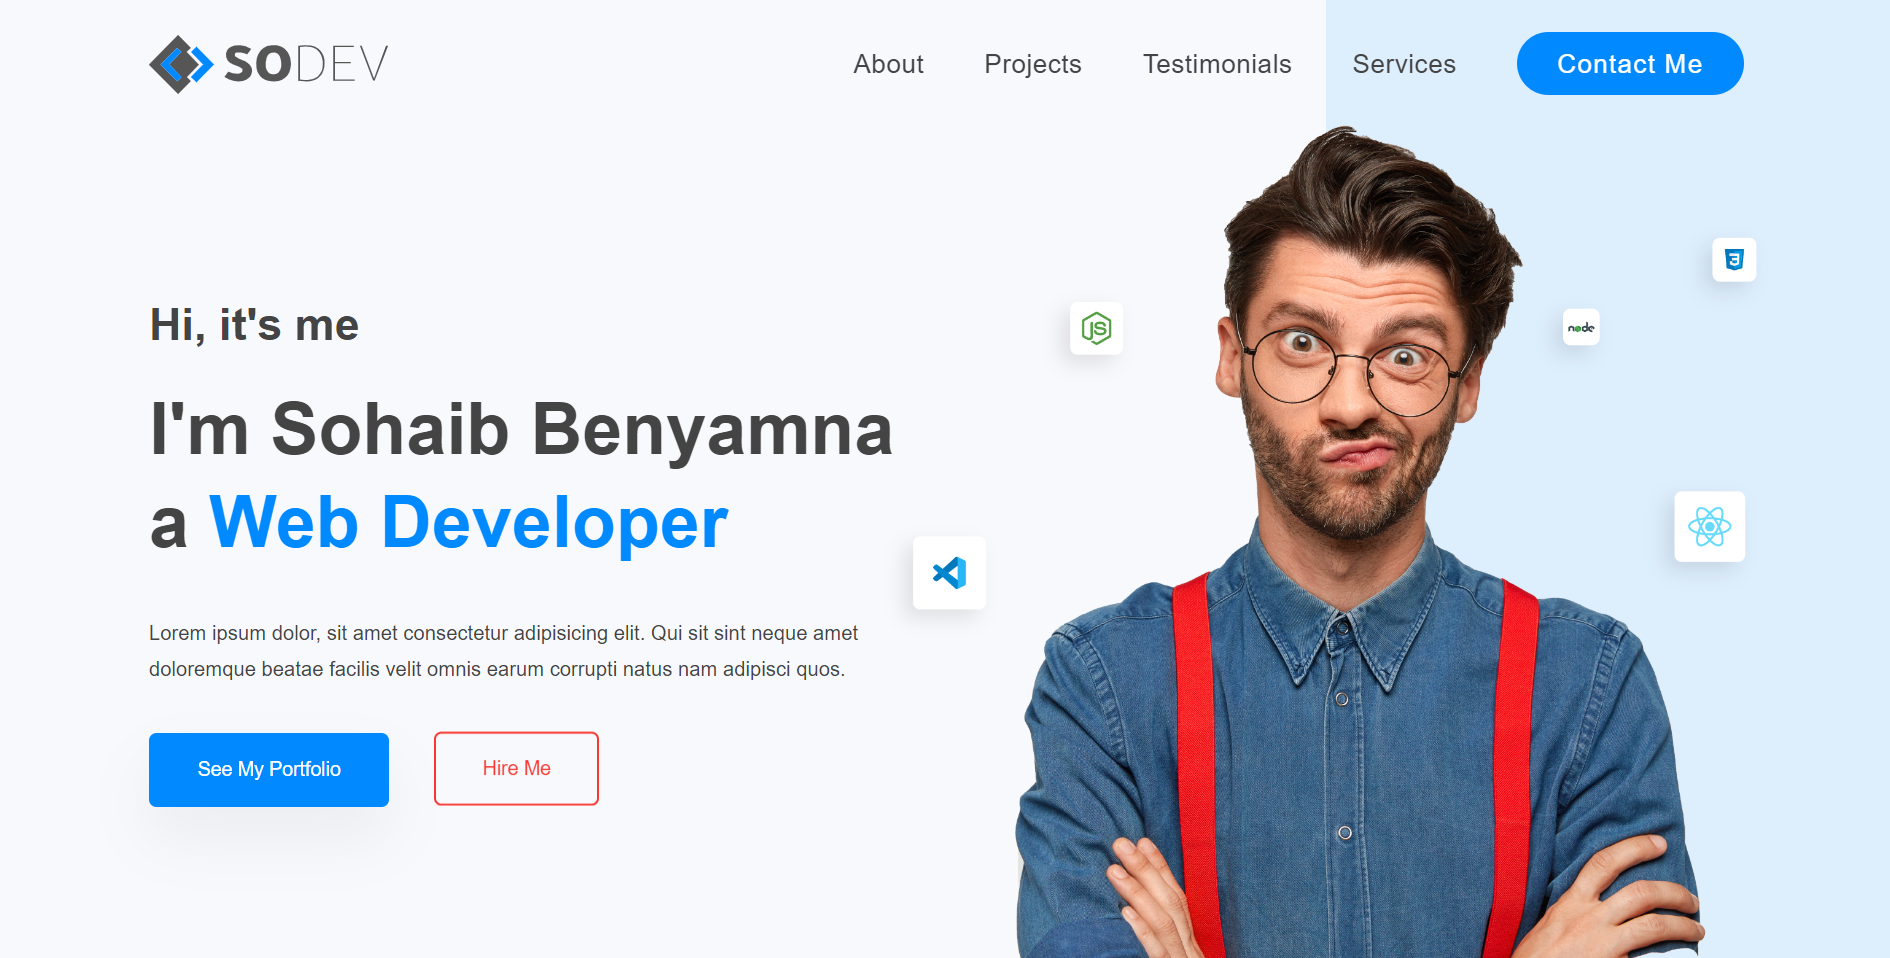 SODEV
About
Projects
Testimonials
Services
Contact Me
Hi, it's me
I'm Sohaib Benyamna
a Web Developer
Lorem ipsum dolor, sit amet consectetur adipisicing elit. Qui sit sint neque amet
doloremque beatae facilis velit omnis earum corrupti natus nam adipisci quos.
See My Portfolio
Hire Me
JS
node
3